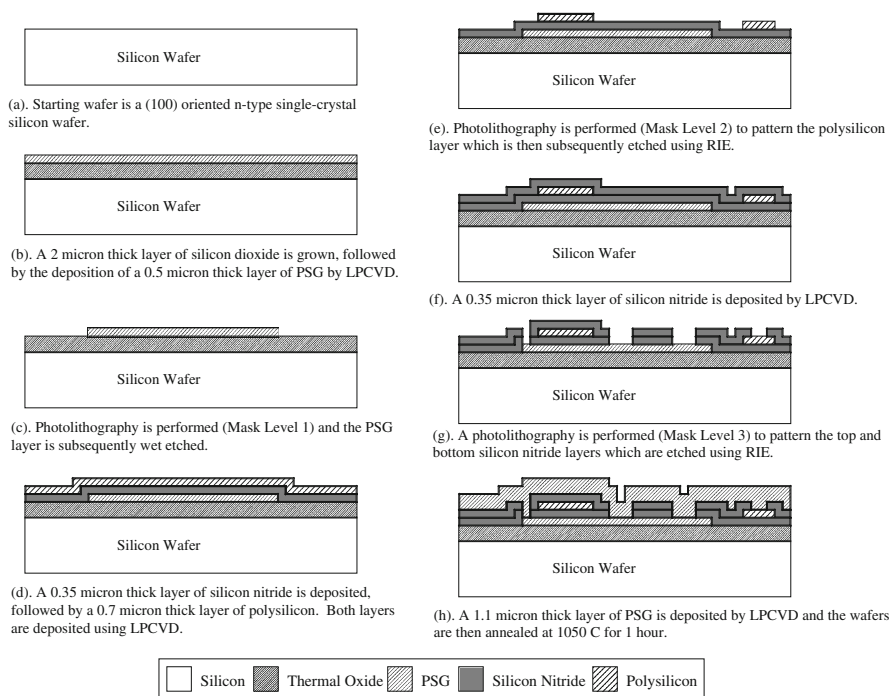 Silicon Wafer
(a). Starting wafer is a (100) oriented n-type single-crystal
silicon wafer.
Silicon Wafer
(b). A 2 micron thick layer of silicon dioxide is grown, followed
by the deposition of a 0.5 micron thick layer of PSG by LPCVD.
Silicon Wafer
(c). Photolithography is performed (Mask Level 1) and the PSG
layer is subsequently wet etched.
Silicon Wafer
(d). A 0.35 micron thick layer of silicon nitride is deposited,
followed by a 0.7 micron thick layer of polysilicon. Both layers
are deposited using LPCVD.
Silicon Wafer
(e). Photolithography is performed (Mask Level 2) to pattern the polysilicon
layer which is then subsequently etched using RIE.
Silicon Wafer
(f). A 0.35 micron thick layer of silicon nitride is deposited by LPCVD.
Silicon Wafer
(g). A photolithography is performed (Mask Level 3) to pattern the top and
bottom silicon nitride layers which are etched using RIE.
Silicon Wafer
(h). A 1.1 micron thick layer of PSG is deposited by LPCVD and the wafers
are then annealed at 1050 C for 1 hour.
Silicon Thermal Oxide PSG Silicon Nitride Polysilicon